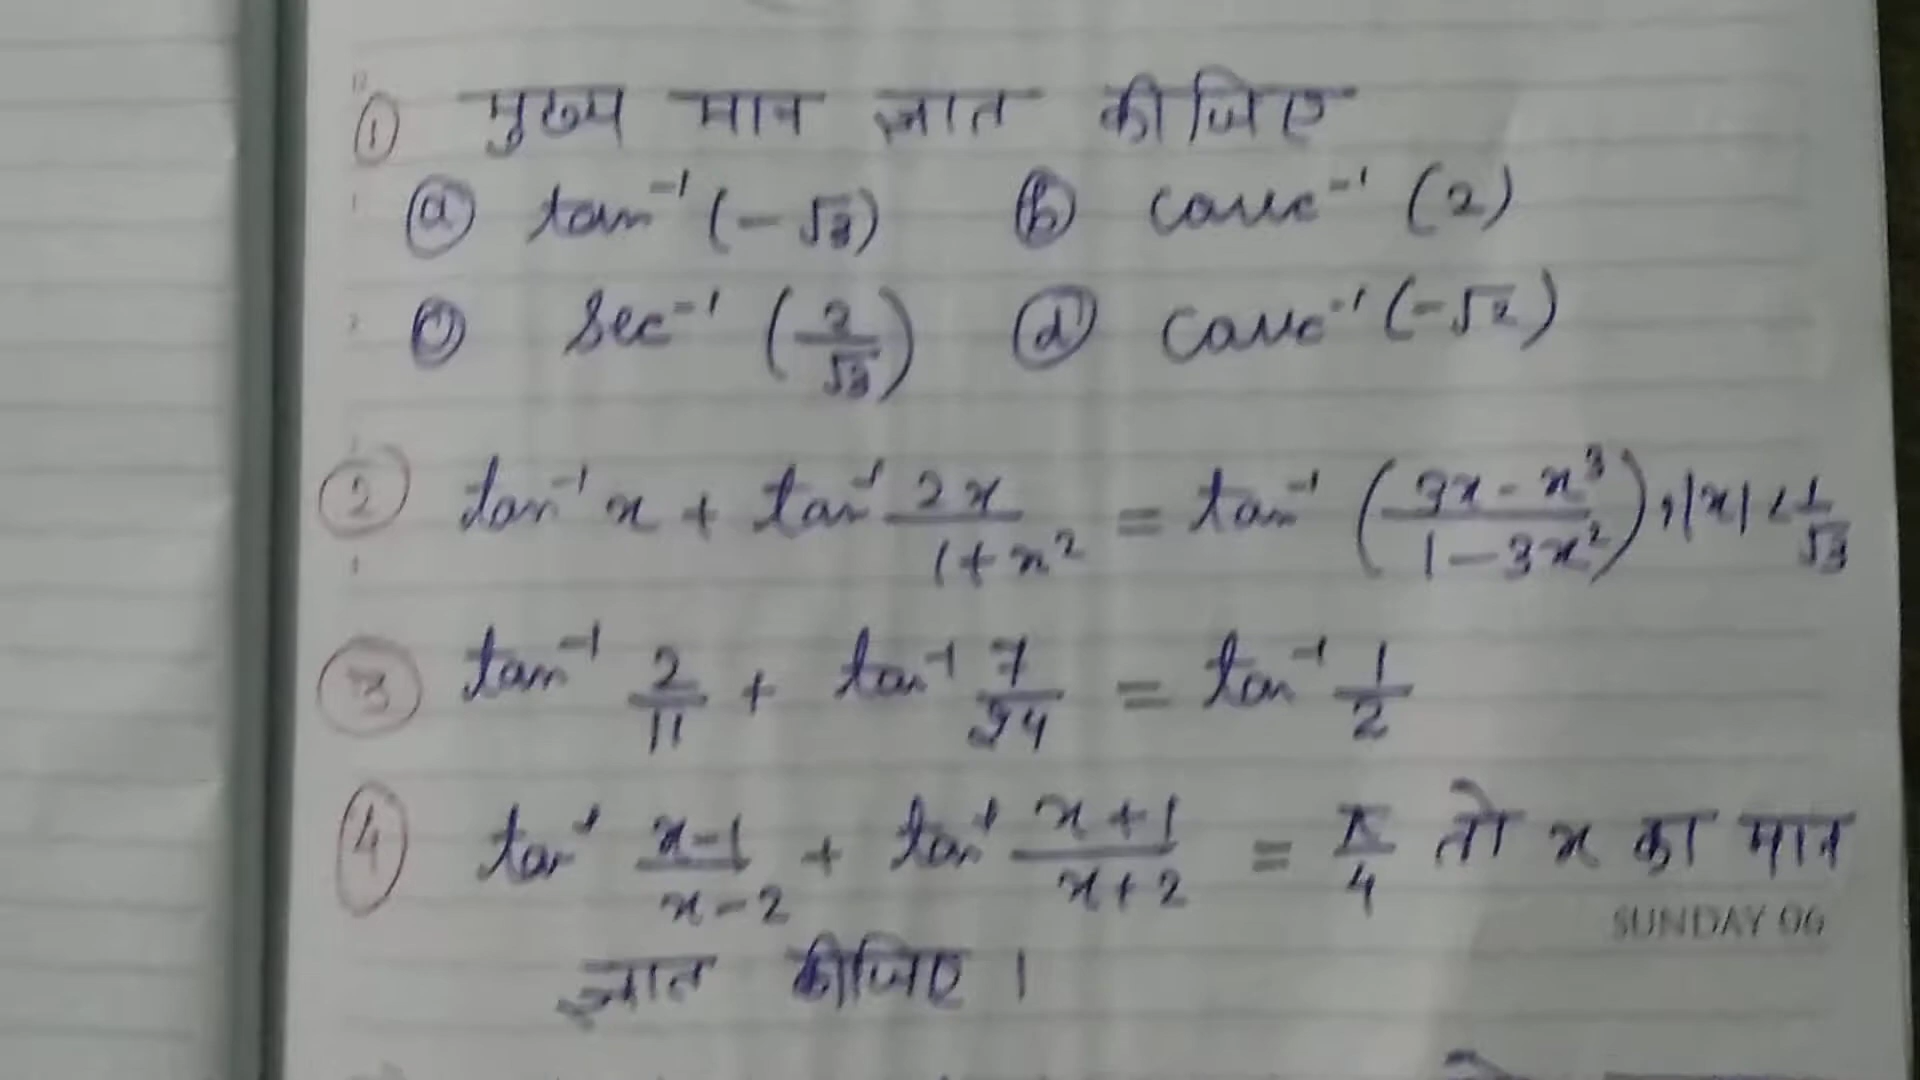 ① मुख्य मान ज्ञात कीजिए
ⓐ tan⁻¹(-√3) ⓑ cosec⁻¹(2)
ⓒ sec⁻¹(2/√3) ⓓ cosec⁻¹(-√2)
② tan⁻¹ x + tan⁻¹ 2x/1+x² = tan⁻¹ (3x-x³/1-3x²), |x| < 1/√3
③ tan⁻¹ 2/11 + tan⁻¹ 7/24 = tan⁻¹ 1/2
④ tan⁻¹ x-1/x-2 + tan⁻¹ x+1/x+2 = π/4 तो x का मान
SUNDAY 06
ज्ञात कीजिए ।